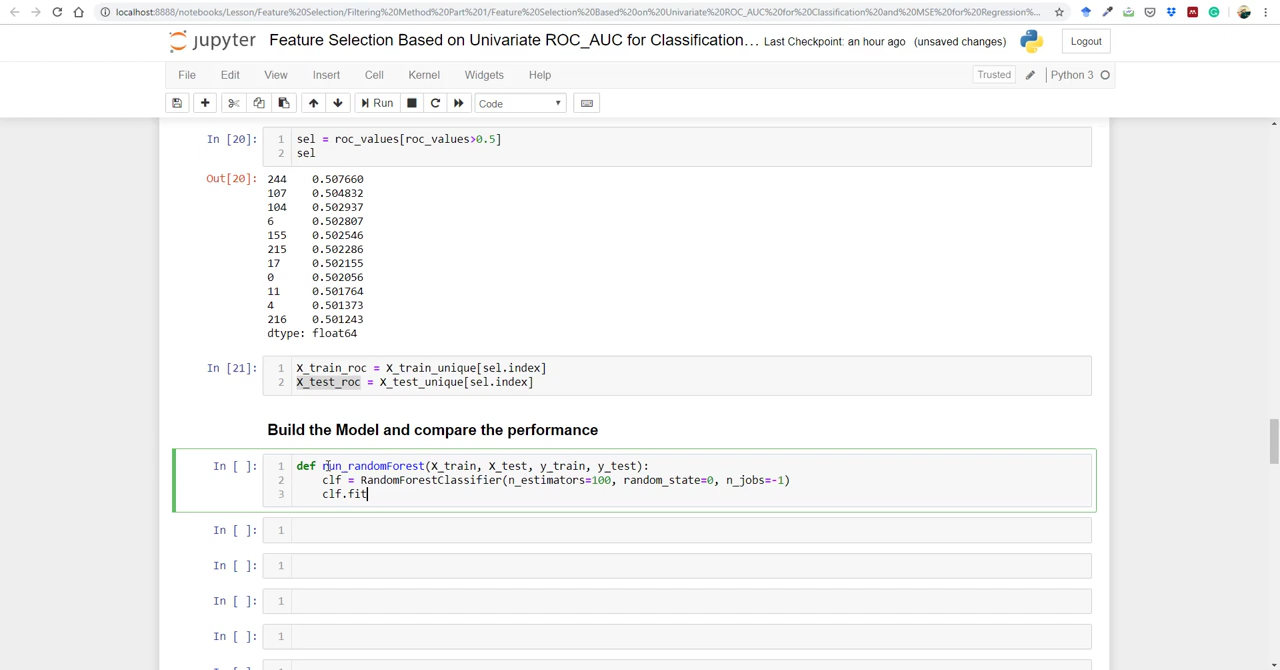 localhost:8888/notebooks/Lesson/Feature%20Selection/Filtering%20Method%20Part%201/Feature%20Selection%20Based%20on%20Univariate%20ROC_AUC%20for%20Classification%20and%20MSE%20for%20Regression%...
jupyter Feature Selection Based on Univariate ROC_AUC for Classification... Last Checkpoint: an hour ago (unsaved changes) Logout
File Edit View Insert Cell Kernel Widgets Help Trusted Python 3
Run Code
In [20]: 1 sel = roc_values[roc_values>0.5]
2 sel
Out[20]: 244 0.507660
107 0.504832
104 0.502937
6 0.502807
155 0.502546
215 0.502286
17 0.502155
0 0.502056
11 0.501764
4 0.501373
216 0.501243
dtype: float64
In [21]: 1 X_train_roc = X_train_unique[sel.index]
2 X_test_roc = X_test_unique[sel.index]
Build the Model and compare the performance
In [ ]: 1 def run_randomForest(X_train, X_test, y_train, y_test):
2 clf = RandomForestClassifier(n_estimators=100, random_state=0, n_jobs=-1)
3 clf.fit
In [ ]: 1
In [ ]: 1
In [ ]: 1
In [ ]: 1